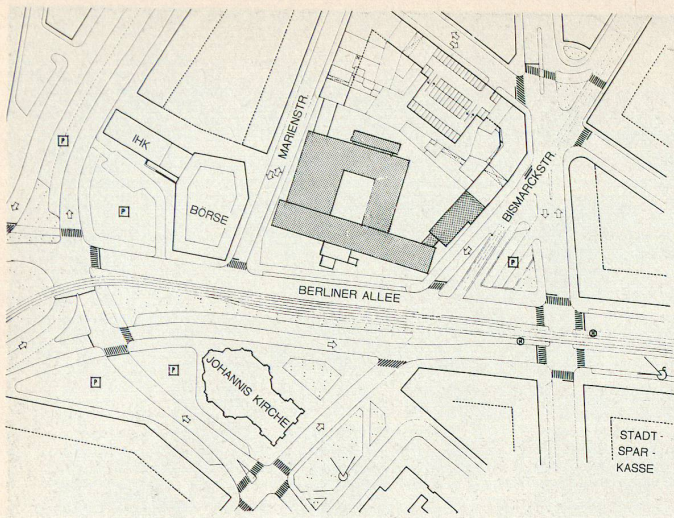 IHK
MARIENSTR.
BÖRSE
BISMARCKSTR.
P
P
P
BERLINER ALLEE
P
P
JOHANNIS KIRCHE
STADT-
SPAR-
KASSE